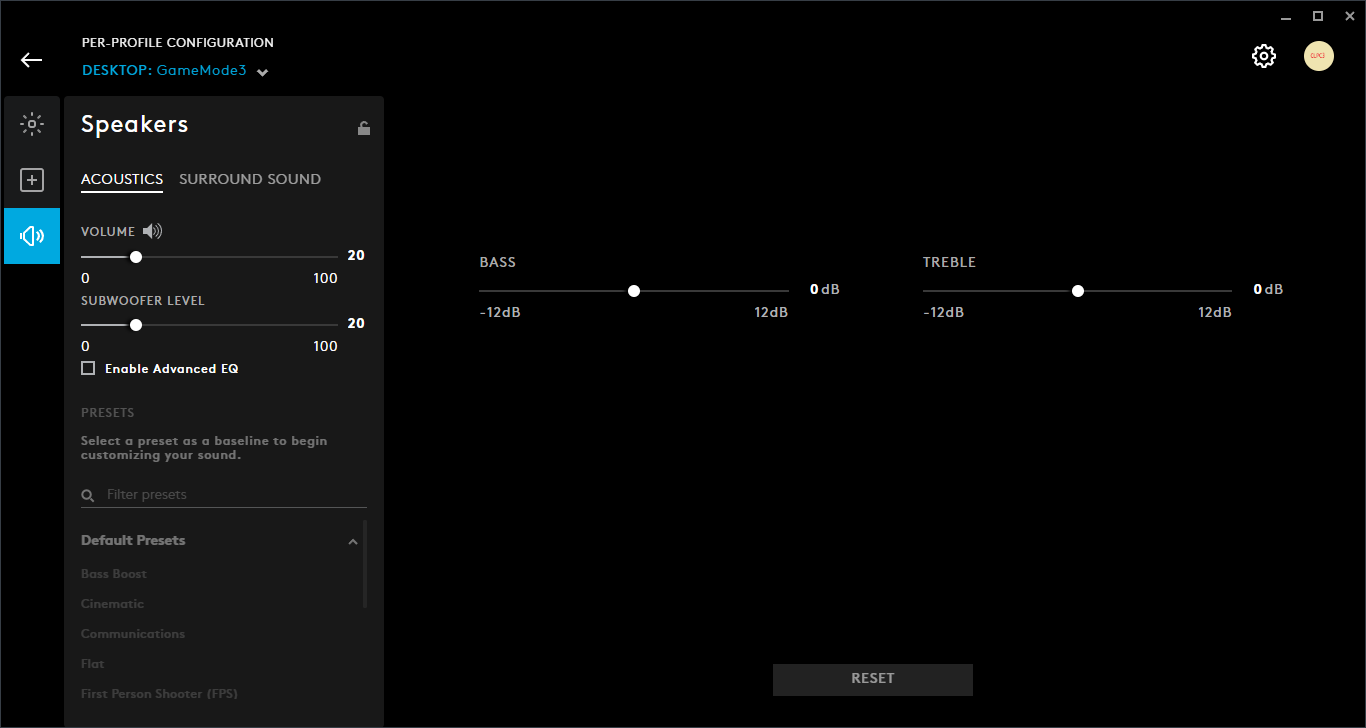 PER-PROFILE CONFIGURATION
DESKTOP: GameMode3
Speakers
ACOUSTICS SURROUND SOUND
VOLUME
20
0 100
SUBWOOFER LEVEL
20
0 100
Enable Advanced EQ
PRESETS
Select a preset as a baseline to begin
customizing your sound.
Filter presets
Default Presets
Bass Boost
Cinematic
Communications
Flat
First Person Shooter (FPS)
BASS
0 dB
-12dB 12dB
TREBLE
0 dB
-12dB 12dB
RESET